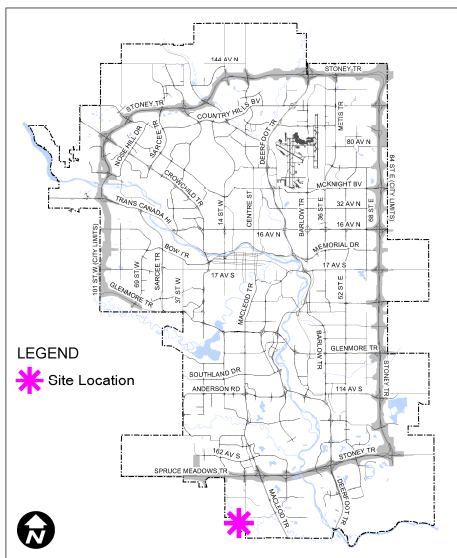 144 AV N
STONEY TR
STONEY TR
COUNTRY HILLS BV
METIS TR
DEERFOOT TR
NOSE HILL DR
SARCEE TR
80 AV N
84 ST E (CITY LIMITS)
CROWCHILD TR
MCKNIGHT BV
TRANS CANADA HI
14 ST W
CENTRE ST
BARLOW TR
36 ST E
32 AV N
68 ST E
16 AV N
16 AV N
101 ST W (CITY LIMITS)
BOW TR
MEMORIAL DR
69 ST W
SARCEE TR
37 ST W
17 AV S
17 AV S
52 ST E
GLENMORE TR
MACLEOD TR
BARLOW TR
GLENMORE TR
STONEY TR
LEGEND
Site Location
SOUTHLAND DR
ANDERSON RD
114 AV S
162 AV S
STONEY TR
SPRUCE MEADOWS TR
MACLEOD TR
DEERFOOT TR
N